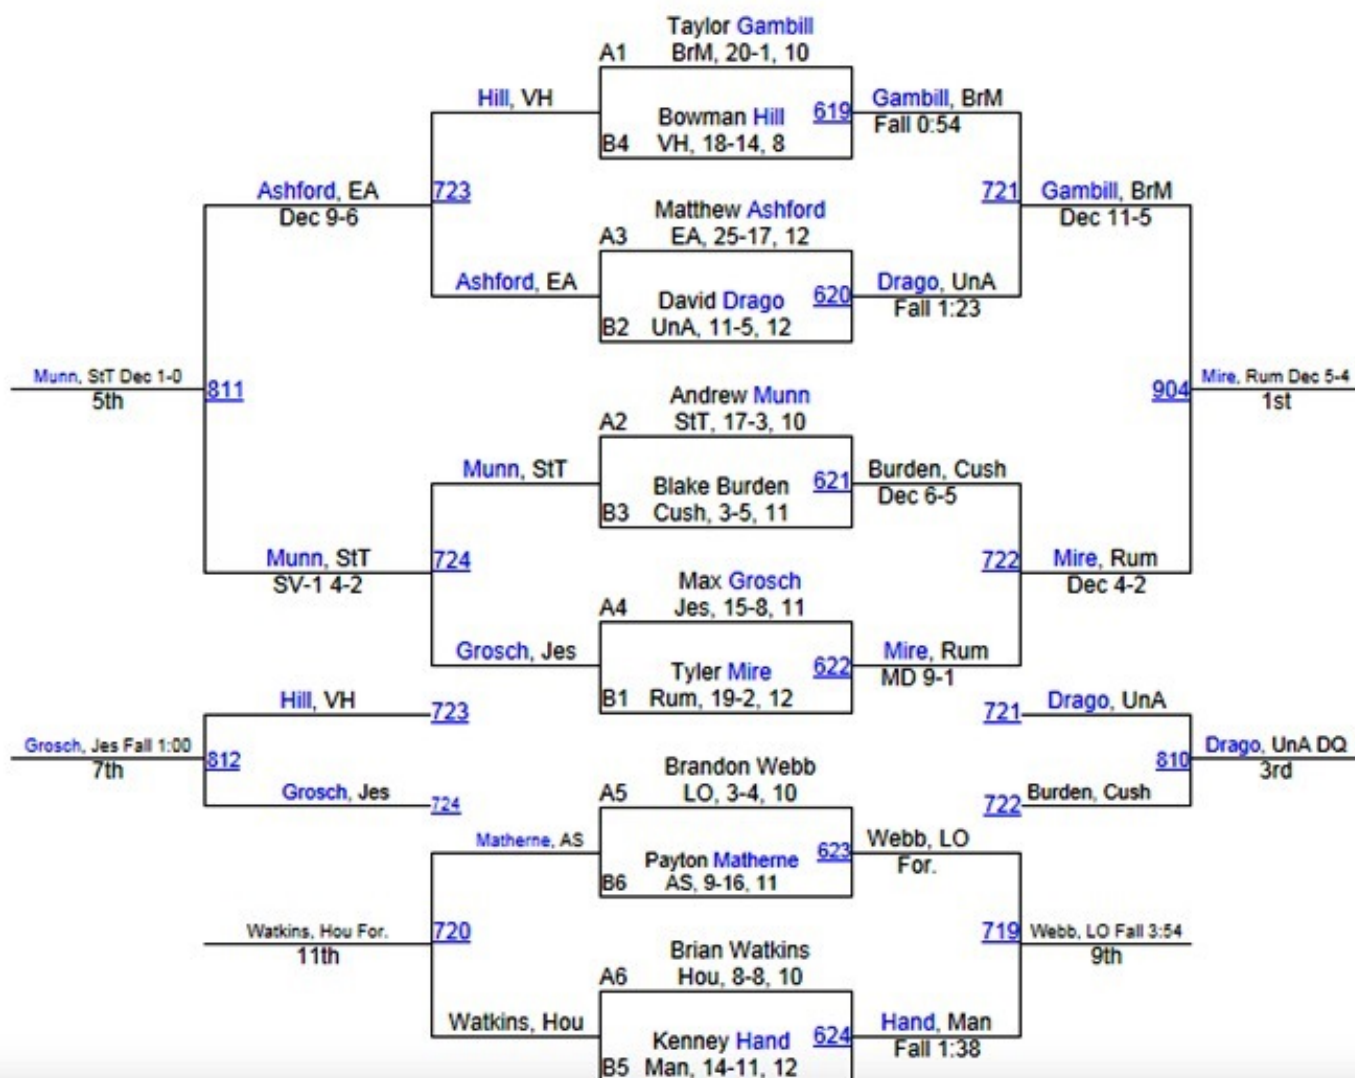 Taylor Gambill
A1 BrM, 20-1, 10
Hill, VH
Bowman Hill
619
Gambill, BrM
Fall 0:54
B4 VH, 18-14, 8
Ashford, EA
Dec 9-6
723
721
Gambill, BrM
Dec 11-5
Matthew Ashford
A3 EA, 25-17, 12
Ashford, EA
David Drago
620
Drago, UnA
Fall 1:23
B2 UnA, 11-5, 12
Munn, StT Dec 1-0
5th
811
904
Mire, Rum Dec 5-4
1st
Andrew Munn
A2 StT, 17-3, 10
Munn, StT
Blake Burden
621
Burden, Cush
Dec 6-5
B3 Cush, 3-5, 11
Munn, StT
SV-1 4-2
724
722
Mire, Rum
Dec 4-2
Max Grosch
A4 Jes, 15-8, 11
Grosch, Jes
Tyler Mire
622
Mire, Rum
MD 9-1
B1 Rum, 19-2, 12
Hill, VH
723
721
Drago, UnA
Grosch, Jes Fall 1:00
7th
812
810
Drago, UnA DQ
3rd
Grosch, Jes
724
722
Burden, Cush
Brandon Webb
A5 LO, 3-4, 10
Matherne, AS
Payton Matherne
623
Webb, LO
For.
B6 AS, 9-16, 11
Watkins, Hou For.
11th
720
719
Webb, LO Fall 3:54
9th
Brian Watkins
A6 Hou, 8-8, 10
Watkins, Hou
Kenney Hand
624
Hand, Man
Fall 1:38
B5 Man, 14-11, 12